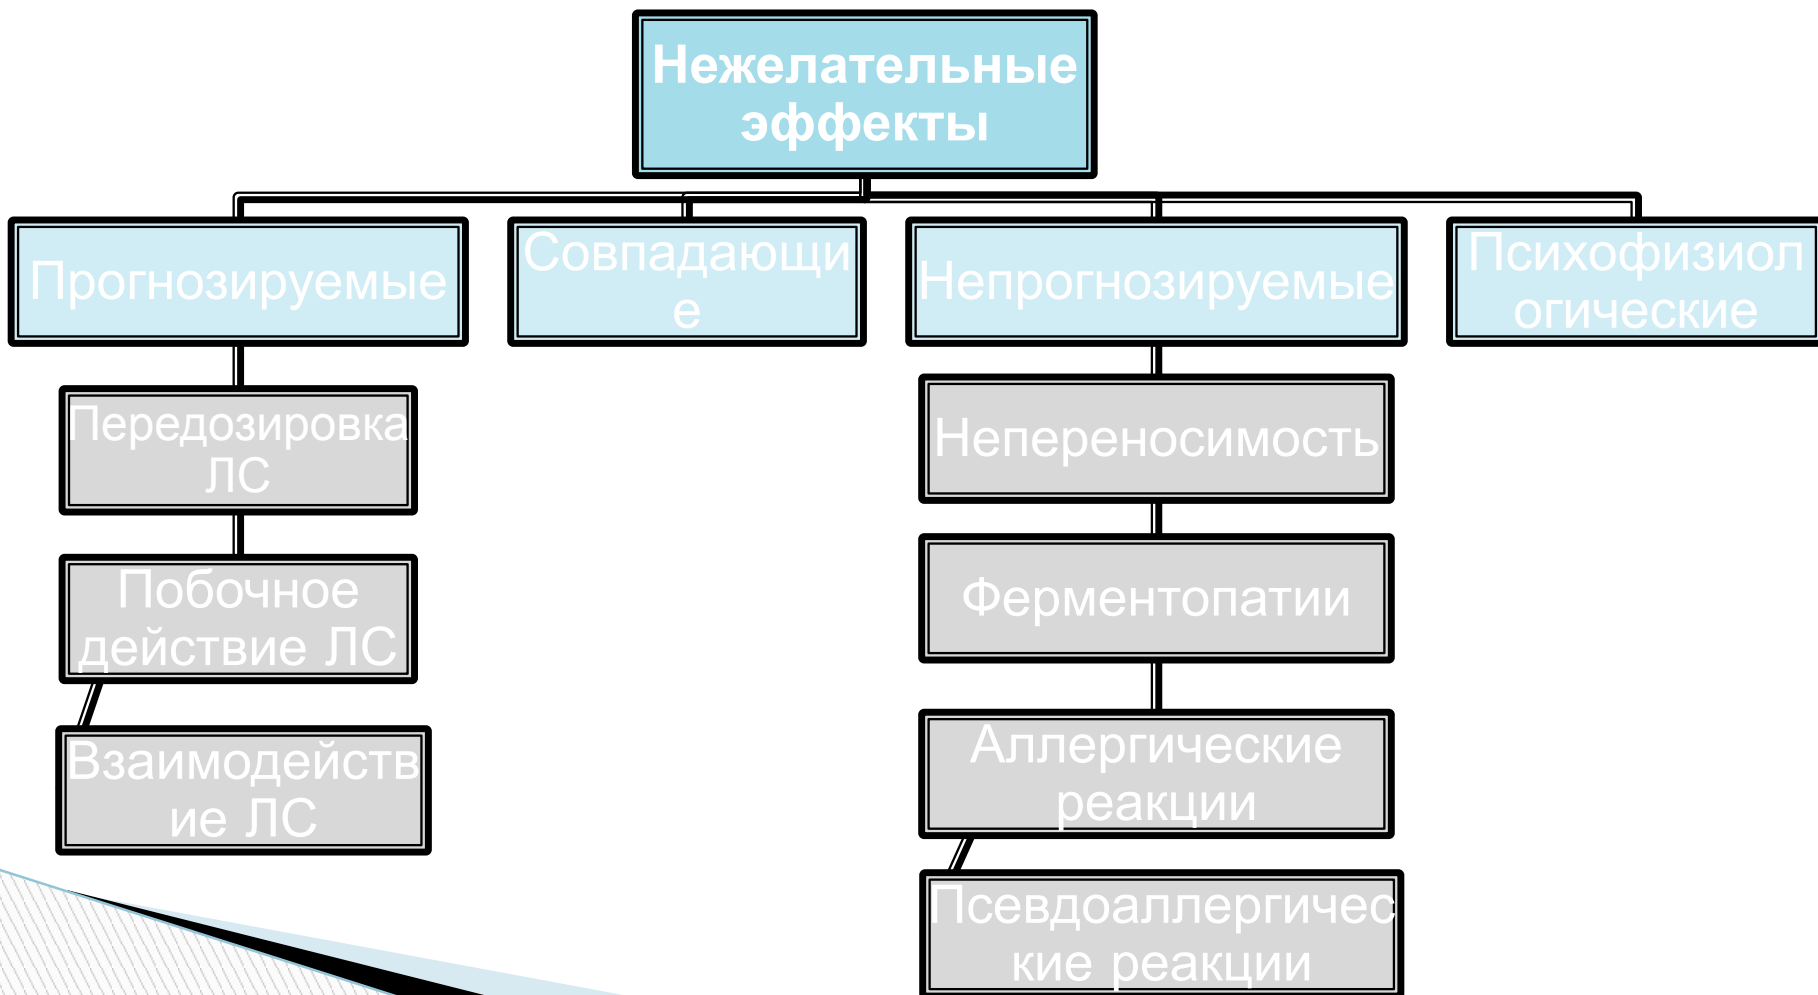 Нежелательные
эффекты
Прогнозируемые
Совпадающи
е
Непрогнозируемые
Психофизиол
огические
Передозировка
ЛС
Побочное
действие ЛС
Взаимодейств
ие ЛС
Непереносимость
Ферментопатии
Аллергические
реакции
Псевдоаллергичес
кие реакции